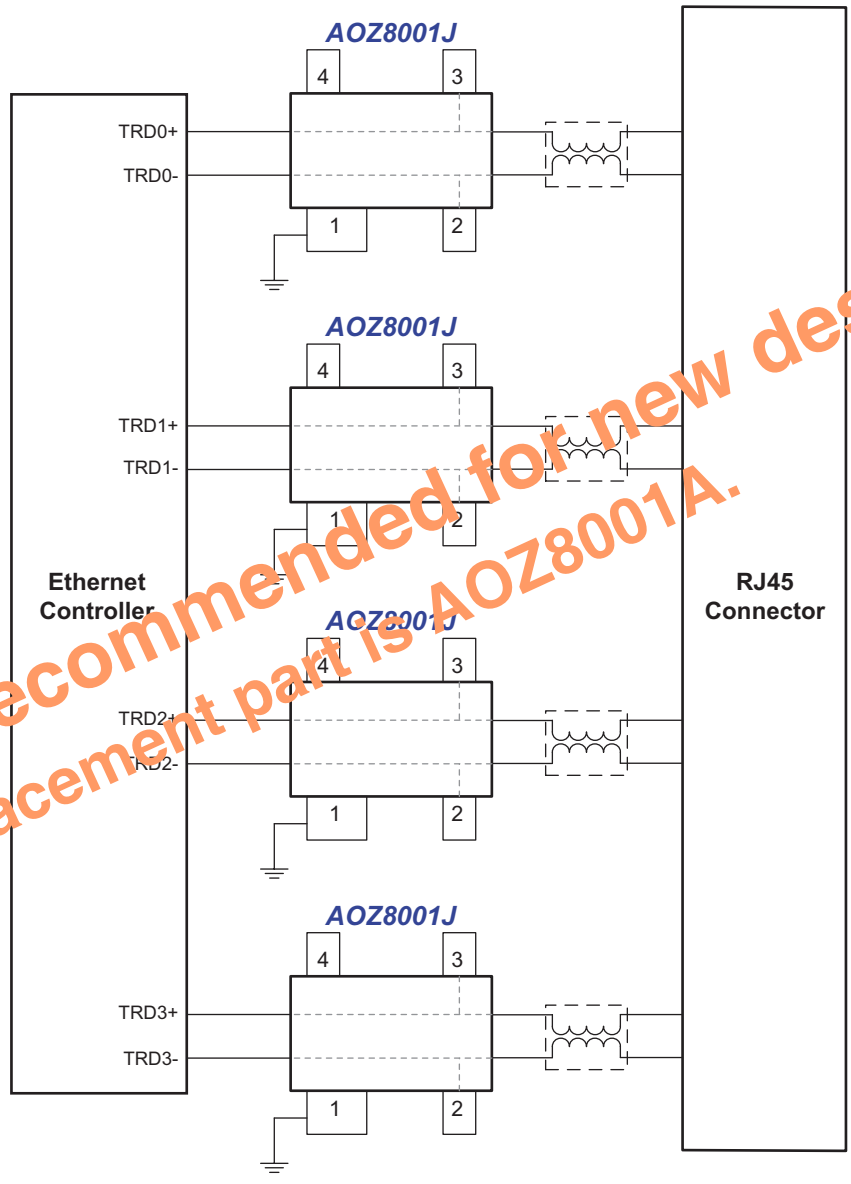 AOZ8001J
4 3
TRD0+
TRD0-
1 2
AOZ8001J
4 3
TRD1+
TRD1-
1 2
Ethernet
Controller
RJ45
Connector
AOZ8001J
4 3
TRD2+
TRD2-
1 2
AOZ8001J
4 3
TRD3+
TRD3-
1 2
ecommended for new des
acement part is AOZ8001A.